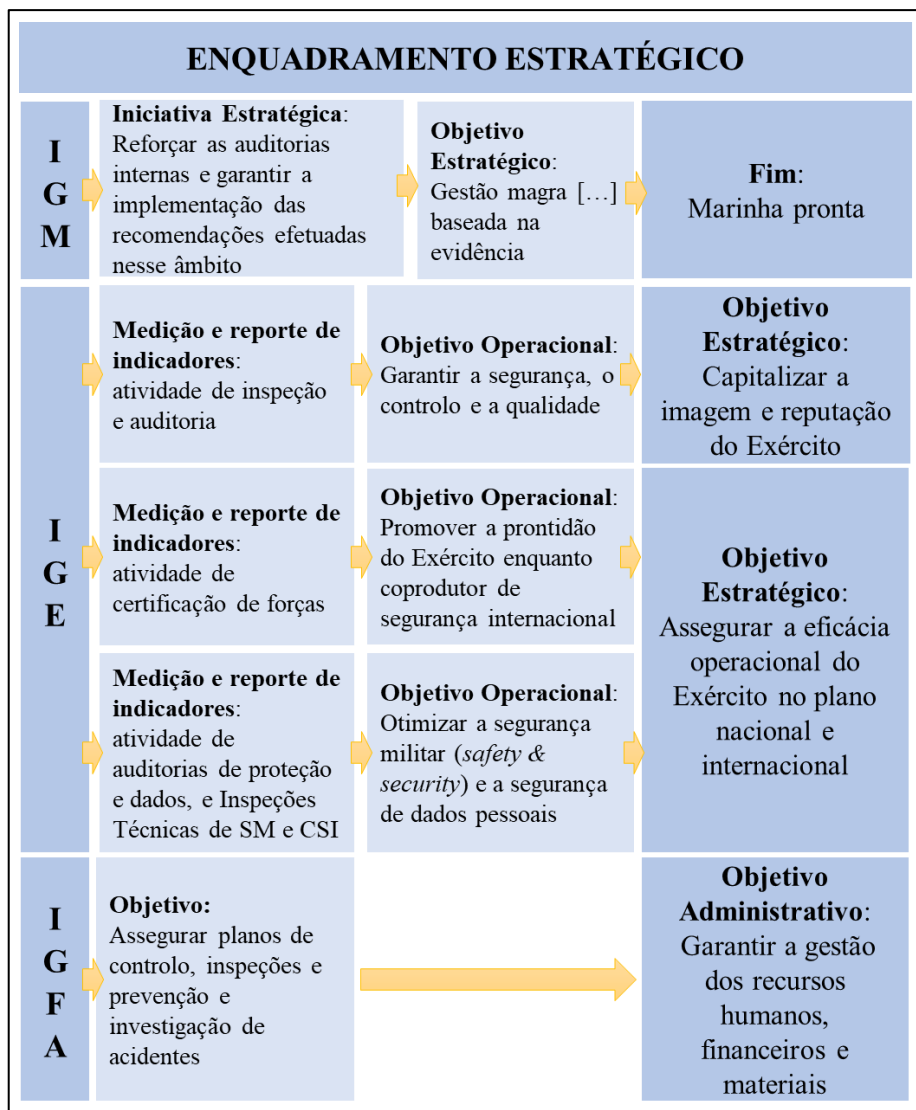 ENQUADRAMENTO ESTRATÉGICO
I
G
M
Iniciativa Estratégica:
Reforçar as auditorias
internas e garantir a
implementação das
recomendações efetuadas
nesse âmbito
Objetivo
Estratégico:
Gestão magra […]
baseada na
evidência
Fim:
Marinha pronta
I
G
E
Medição e reporte de
indicadores:
atividade de inspeção
e auditoria
Objetivo Operacional:
Garantir a segurança, o
controlo e a qualidade
Objetivo
Estratégico:
Capitalizar a
imagem e reputação
do Exército
Medição e reporte de
indicadores:
atividade de
certificação de forças
Objetivo Operacional:
Promover a prontidão
do Exército enquanto
coprodutor de
segurança internacional
Medição e reporte de
indicadores:
atividade de
auditorias de proteção
e dados, e Inspeções
Técnicas de SM e CSI
Objetivo Operacional:
Otimizar a segurança
militar (safety &
security) e a segurança
de dados pessoais
Objetivo
Estratégico:
Assegurar a eficácia
operacional do
Exército no plano
nacional e
internacional
I
G
F
A
Objetivo:
Assegurar planos de
controlo, inspeções e
prevenção e
investigação de
acidentes
Objetivo
Administrativo:
Garantir a gestão
dos recursos
humanos,
financeiros e
materiais